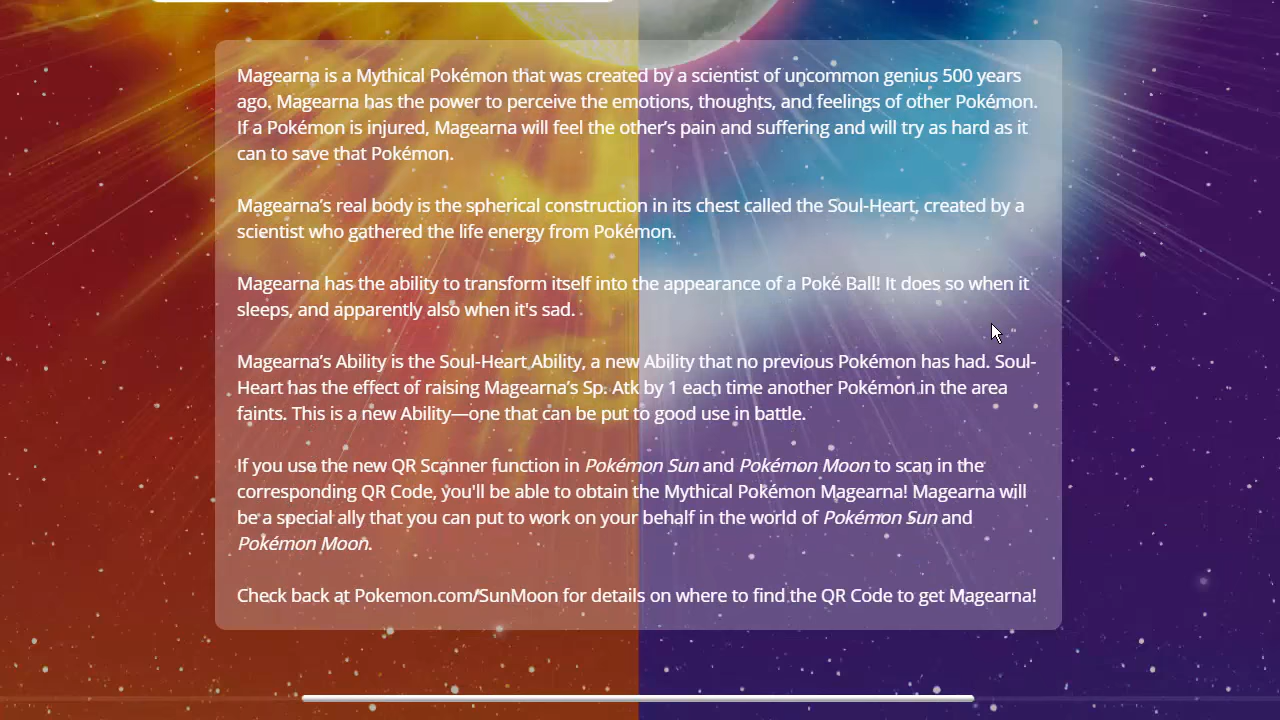 Magearna is a Mythical Pokémon that was created by a scientist of uncommon genius 500 years
ago. Magearna has the power to perceive the emotions, thoughts, and feelings of other Pokémon.
If a Pokémon is injured, Magearna will feel the other’s pain and suffering and will try as hard as it
can to save that Pokémon.
Magearna’s real body is the spherical construction in its chest called the Soul-Heart, created by a
scientist who gathered the life energy from Pokémon.
Magearna has the ability to transform itself into the appearance of a Poké Ball! It does so when it
sleeps, and apparently also when it's sad.
Magearna’s Ability is the Soul-Heart Ability, a new Ability that no previous Pokémon has had. Soul-
Heart has the effect of raising Magearna’s Sp. Atk by 1 each time another Pokémon in the area
faints. This is a new Ability—one that can be put to good use in battle.
If you use the new QR Scanner function in Pokémon Sun and Pokémon Moon to scan in the
corresponding QR Code, you'll be able to obtain the Mythical Pokémon Magearna! Magearna will
be a special ally that you can put to work on your behalf in the world of Pokémon Sun and
Pokémon Moon.
Check back at Pokemon.com/SunMoon for details on where to find the QR Code to get Magearna!